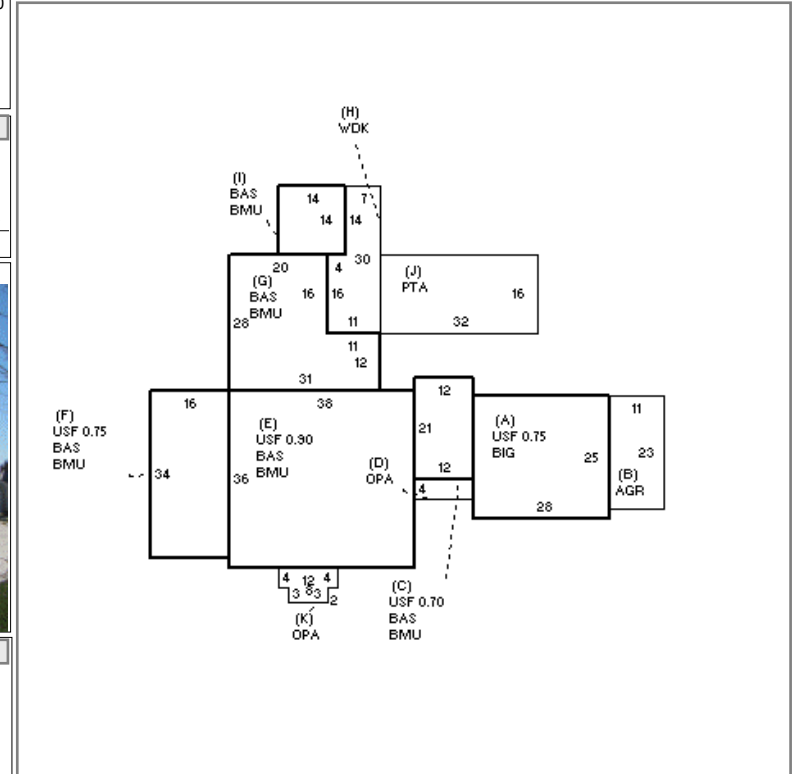 (H)
WDK
(I)
BAS
BMU
14
14
7
14
20
4
30
(G)
BAS
BMU
16
16
28
11
(J)
PTA
16
32
11
12
31
16
38
12
11
(F)
USF 0.75
BAS
BMU
34
(E)
USF 0.90
BAS
BMU
36
21
(A)
USF 0.75
BIG
25
23
(D)
OPA
12
(B)
AGR
4
28
4
12
4
3
8
3
2
(K)
OPA
(C)
USF 0.70
BAS
BMU